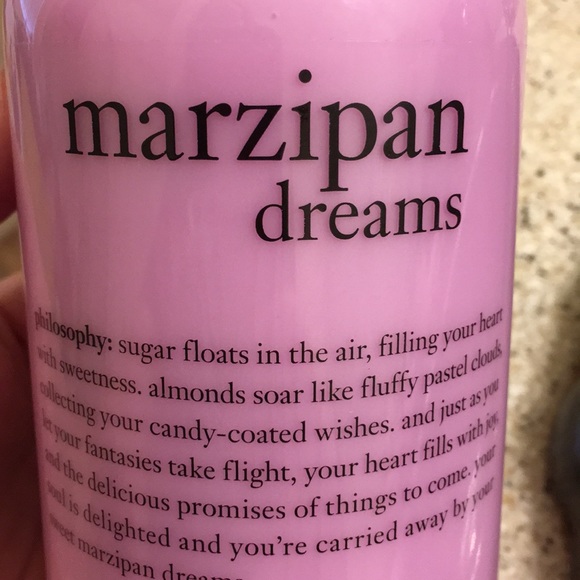 marzipan
dreams
philosophy: sugar floats in the air, filling your heart
with sweetness. almonds soar like fluffy pastel clouds,
collecting your candy-coated wishes. and just as you
let your fantasies take flight, your heart fills with joy,
and the delicious promises of things to come. your
soul is delighted and you're carried away by your
sweet marzipan dreams